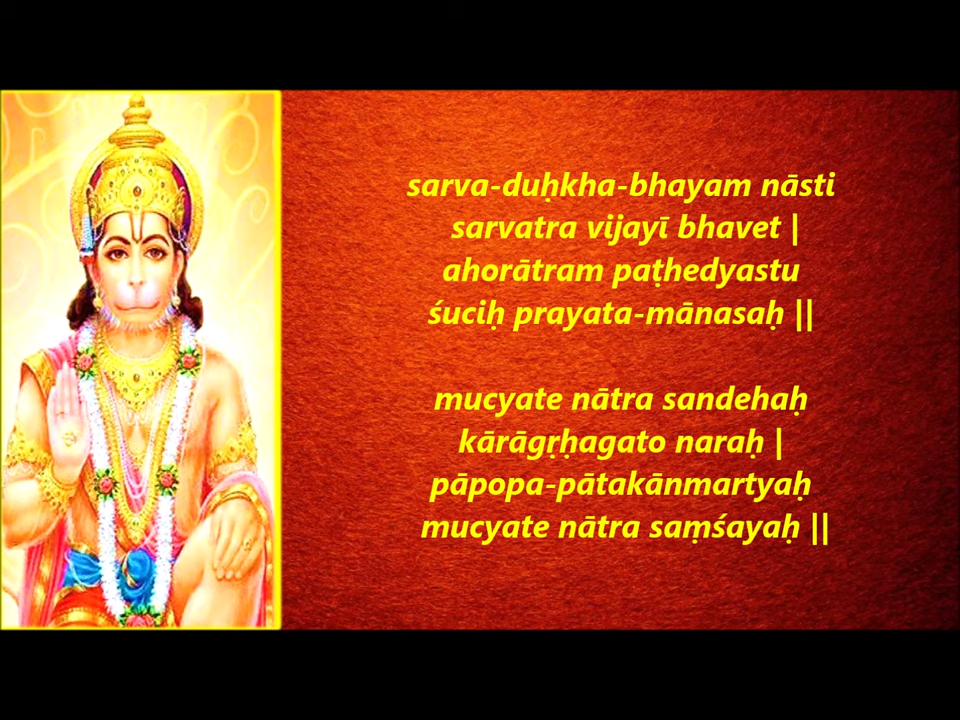 sarva-duḥkha-bhayam nāsti
sarvatra vijayī bhavet |
ahorātram paṭhedyastu
śuciḥ prayata-mānasaḥ ||
mucyate nātra sandehaḥ
kārāgṛḥagato naraḥ |
pāpopa-pātakānmartyaḥ
mucyate nātra saṃśayaḥ ||